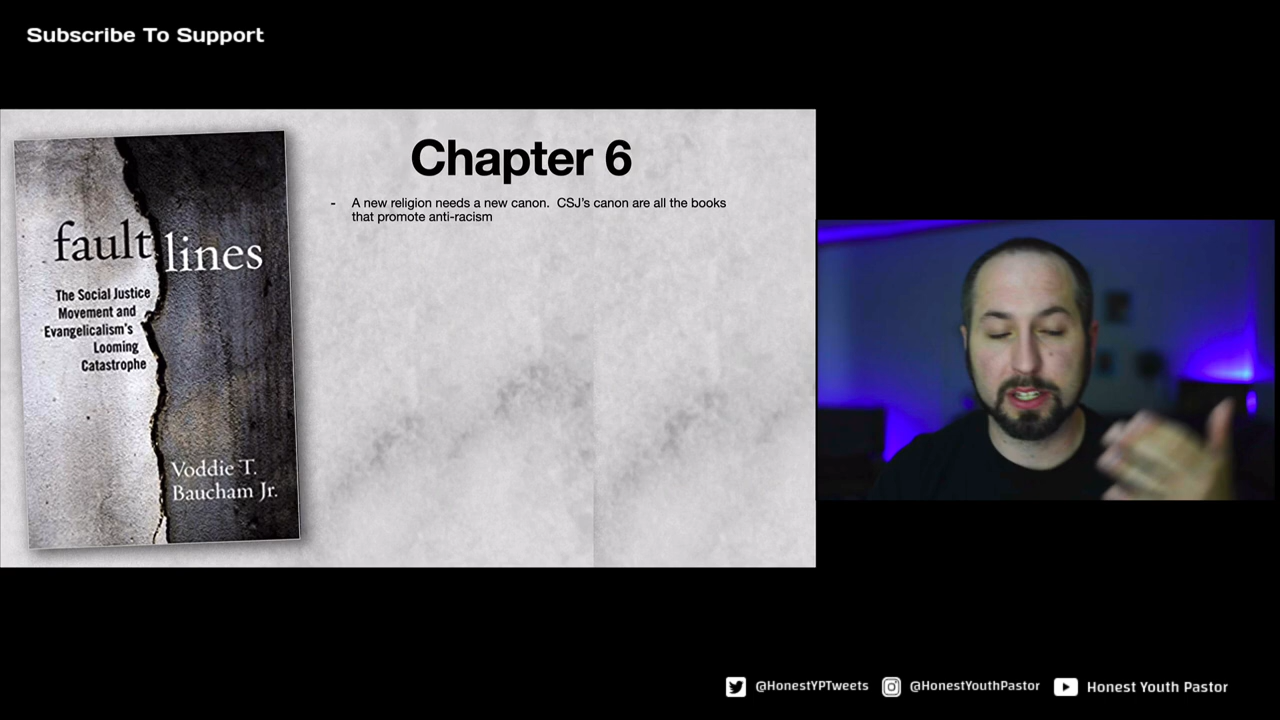 Subscribe To Support
Chapter 6
- A new religion needs a new canon. CSJ's canon are all the books
that promote anti-racism
fault lines
The Social Justice
Movement and
Evangelicalism's
Looming
Catastrophe
Voddie T.
Baucham Jr.
@HonestYPTweets @HonestYouthPastor Honest Youth Pastor